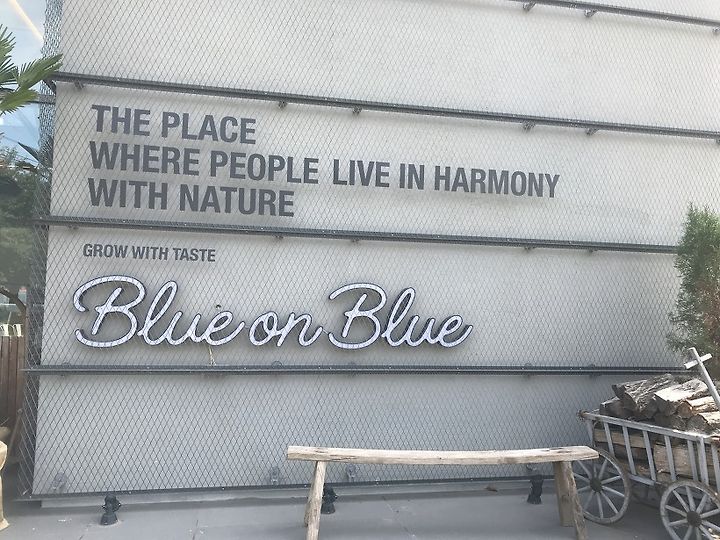 THE PLACE
WHERE PEOPLE LIVE IN HARMONY
WITH NATURE
GROW WITH TASTE
Blue on Blue